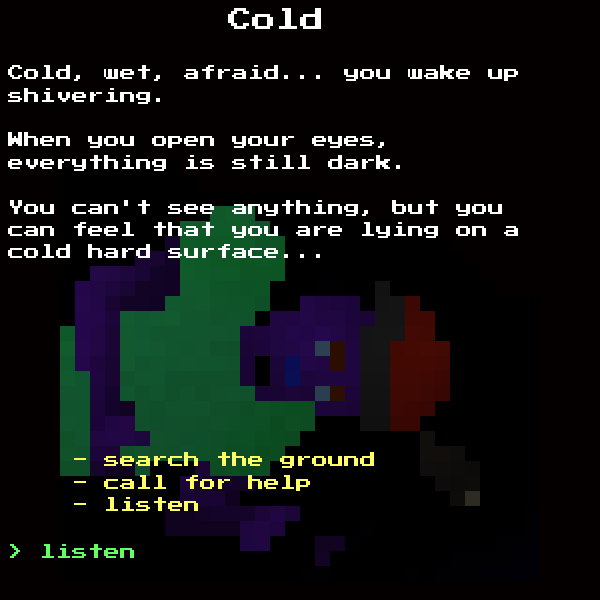 Cold
Cold, wet, afraid... you wake up
shivering.
When you open your eyes,
everything is still dark.
You can't see anything, but you
can feel that you are lying on a
cold hard surface...
- search the ground
- call for help
- listen
> listen